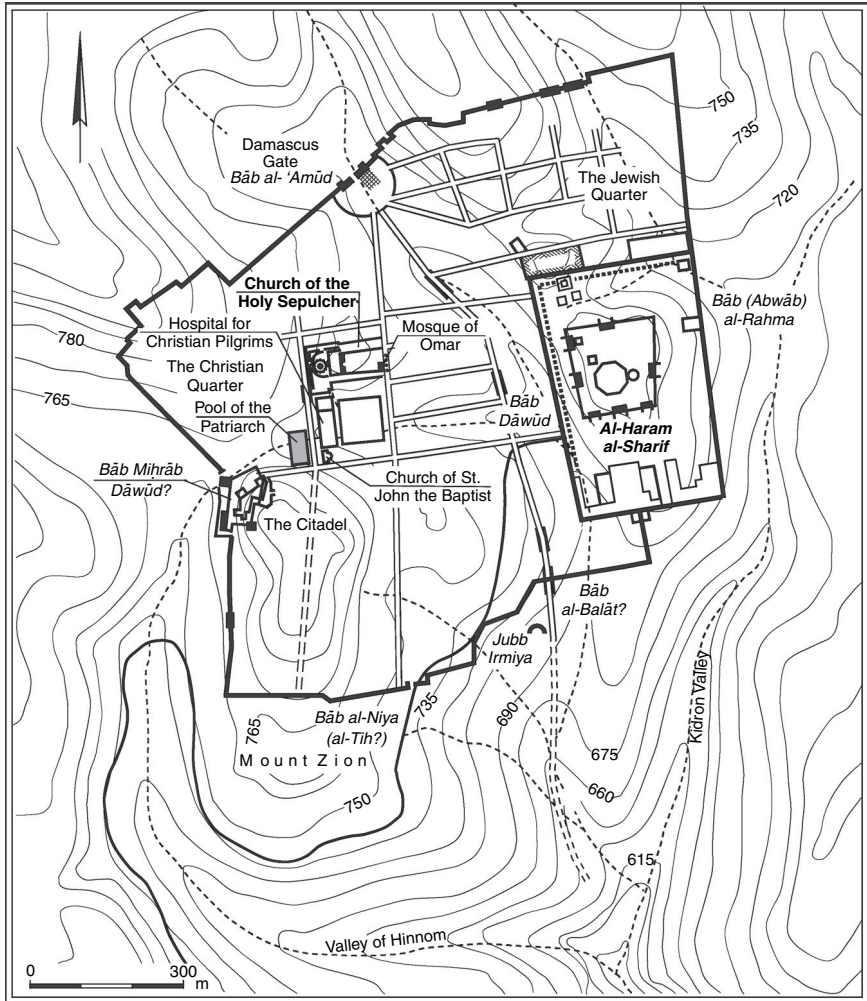 750
735
720
Damascus
Gate
Bāb al- ‘Amūd
The Jewish
Quarter
Church of the
Holy Sepulcher
Bāb (Abwāb)
al-Rahma
Hospital for
Christian Pilgrims
Mosque of
Omar
780
The Christian
Quarter
765
Pool of the
Patriarch
Bāb
Dāwūd
Al-Haram
al-Sharif
Bāb Mihrāb
Dāwūd?
Church of St.
John the Baptist
The Citadel
Bāb
al-Balāt?
Jubb
Irmiya
Kidron Valley
Bāb al-Niya
(al-Tih?)
735
690
765
Mount Zion
675
660
750
615
Valley of Hinnom
0 300
m